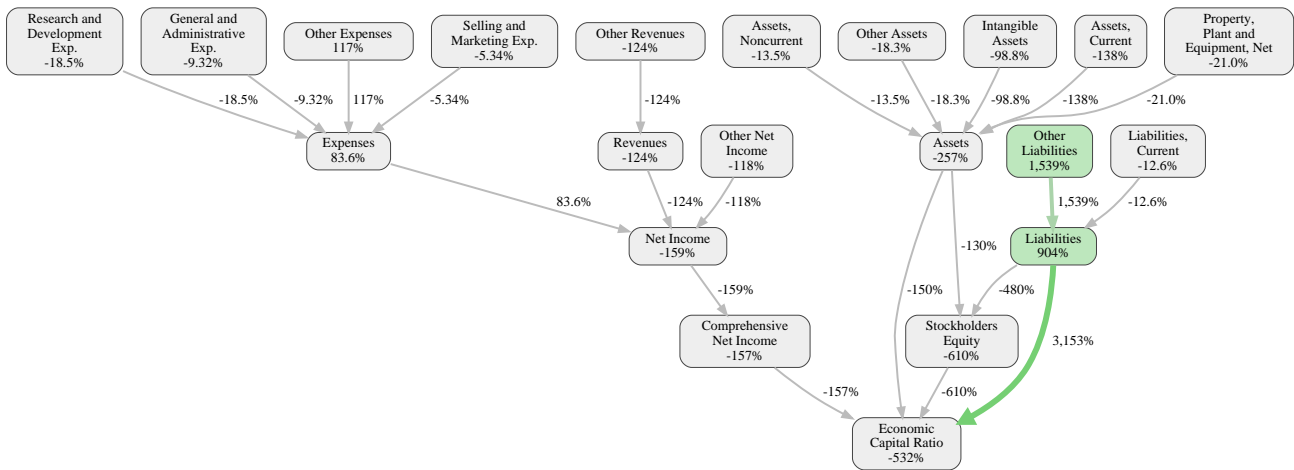 Research and
Development
Exp.
-18.5%
General and
Administrative
Exp.
-9.32%
Other Expenses
117%
Selling and
Marketing Exp.
-5.34%
Other Revenues
-124%
Assets,
Noncurrent
-13.5%
Other Assets
-18.3%
Intangible
Assets
-98.8%
Assets,
Current
-138%
Property,
Plant and
Equipment, Net
-21.0%
-18.5%
-9.32%
117%
-5.34%
-124%
-13.5%
-18.3%
-98.8%
-138%
-21.0%
Expenses
83.6%
Revenues
-124%
Other Net
Income
-118%
Assets
-257%
Other
Liabilities
1,539%
Liabilities,
Current
-12.6%
83.6%
-124%
-118%
1,539%
-12.6%
Net Income
-159%
-130%
Liabilities
904%
-159%
-150%
-480%
Comprehensive
Net Income
-157%
Stockholders
Equity
-610%
3,153%
-157%
-610%
Economic
Capital Ratio
-532%